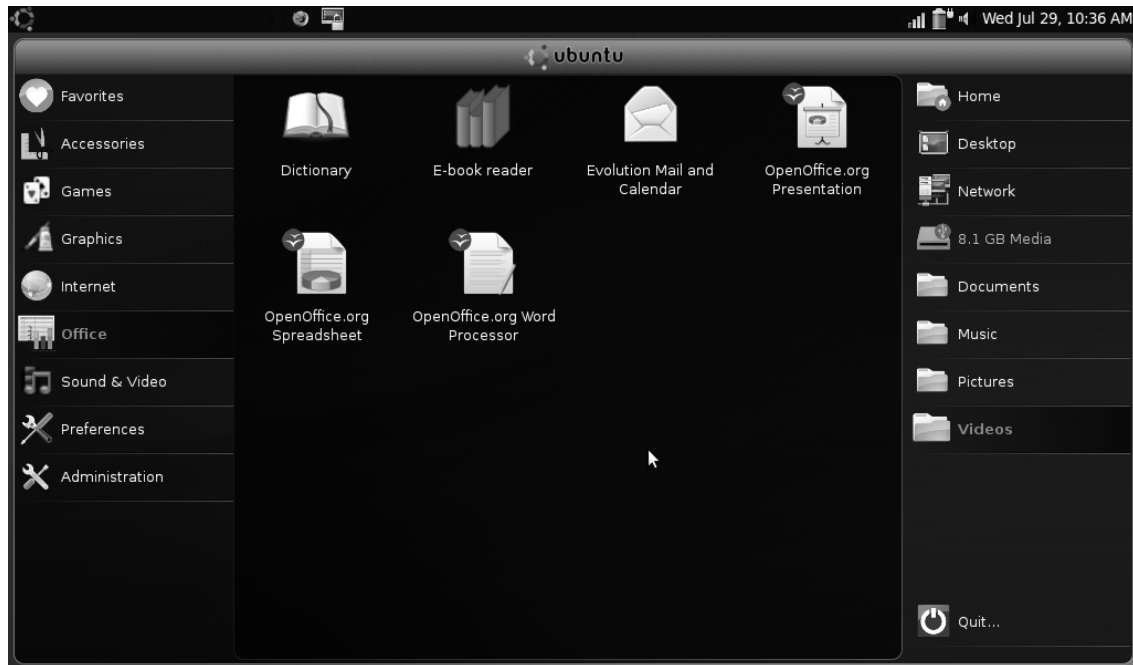 Wed Jul 29, 10:36 AM
ubuntu
Favorites
Accessories
Games
Graphics
Internet
Office
Sound & Video
Preferences
Administration
Dictionary
E-book reader
Evolution Mail and
Calendar
OpenOffice.org
Presentation
OpenOffice.org
Spreadsheet
OpenOffice.org Word
Processor
Home
Desktop
Network
8.1 GB Media
Documents
Music
Pictures
Videos
Quit...